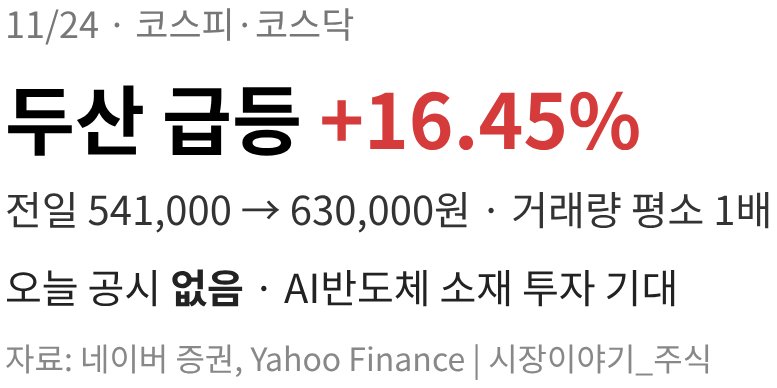 11/24 · 코스피·코스닥
두산 급등 +16.45%
전일 541,000 → 630,000원 · 거래량 평소 1배
오늘 공시 없음 · AI반도체 소재 투자 기대
자료: 네이버 증권, Yahoo Finance | 시장이야기_주식